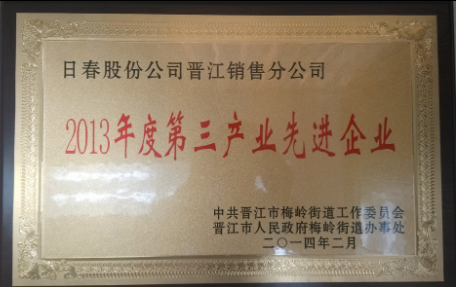 日春股份公司晋江销售分公司
2013年度第三产业先进企业
中共晋江市梅岭街道工作委员会
晋江市人民政府梅岭街道办事处
二〇一四年二月